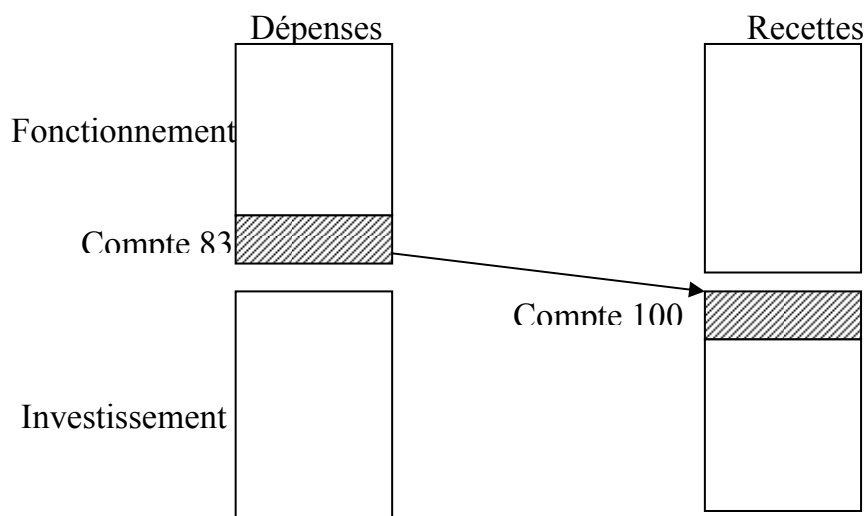 Dépenses
Recettes
Fonctionnement
Compte 83
Compte 100
Investissement